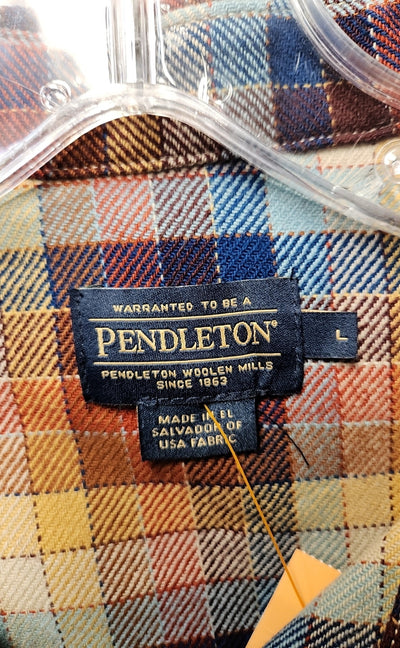 WARRANTED TO BE A
PENDLETON®
PENDLETON WOOLEN MILLS
SINCE 1863
L
MADE IN EL
SALVADOR OF
USA FABRIC